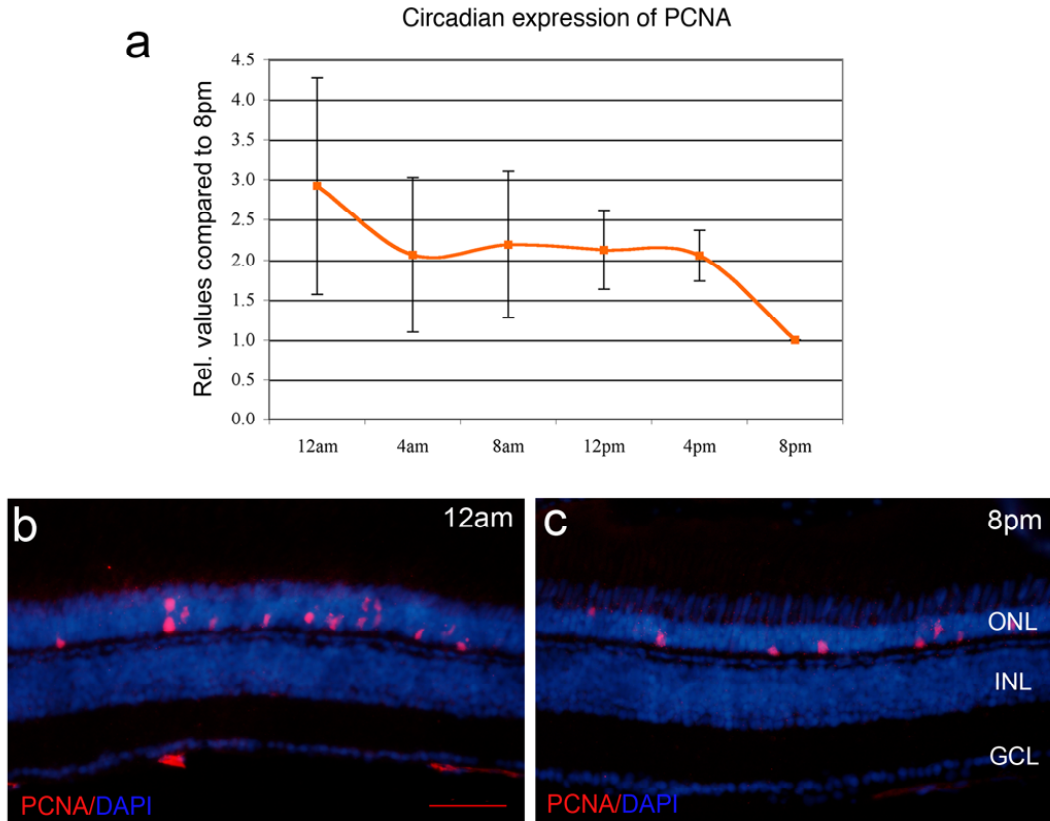 Circadian expression of PCNA
a
Rel. values compared to 8pm
4.5
4.0
3.5
3.0
2.5
2.0
1.5
1.0
0.5
0.0
12am 4am 8am 12pm 4pm 8pm
b
12am
PCNA/DAPI
c
8pm
ONL
INL
GCL
PCNA/DAPI